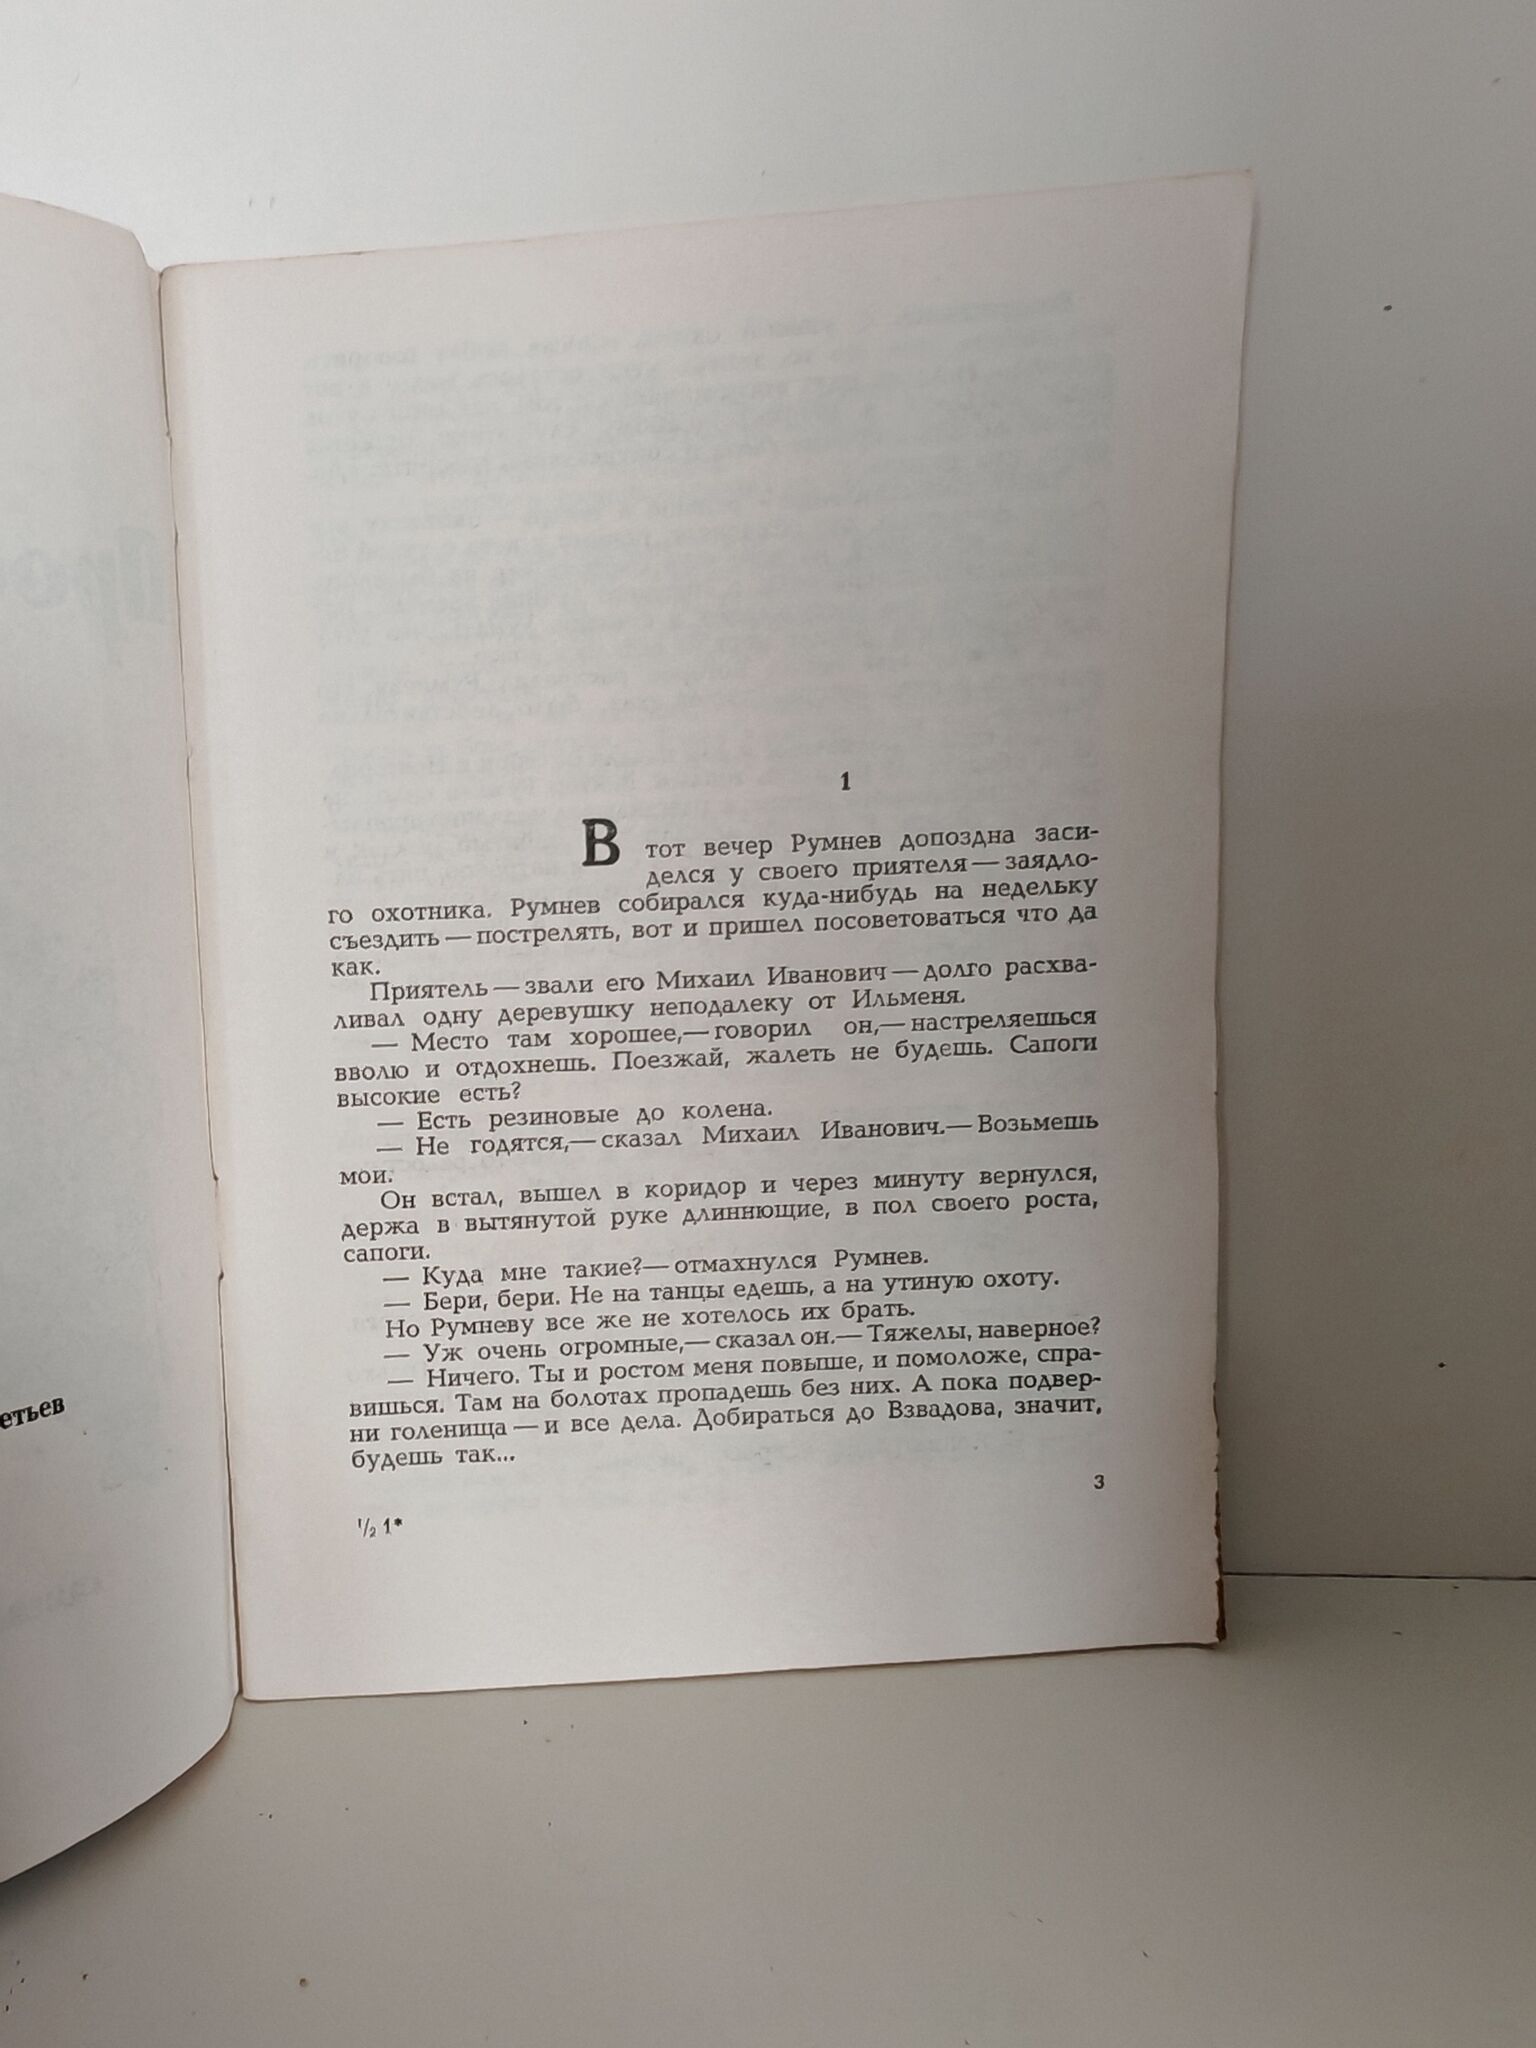 етьев
1
В тот вечер Румнев допоздна заси-
делся у своего приятеля — заядло-
го охотника. Румнев собирался куда-нибудь на недельку
съездить — пострелять, вот и пришел посоветоваться что да
как.
Приятель — звали его Михаил Иванович — долго расхва-
ливал одну деревушку неподалеку от Ильменя.
— Место там хорошее,— говорил он,— настреляешься
вволю и отдохнешь. Поезжай, жалеть не будешь. Сапоги
высокие есть?
— Есть резиновые до колена.
— Не годятся,— сказал Михаил Иванович.— Возьмешь
мои.
Он встал, вышел в коридор и через минуту вернулся,
держа в вытянутой руке длиннющие, в пол своего роста,
сапоги.
— Куда мне такие?— отмахнулся Румнев.
— Бери, бери. Не на танцы едешь, а на утиную охоту.
Но Румневу все же не хотелось их брать.
— Уж очень огромные,— сказал он.— Тяжелы, наверное?
— Ничего. Ты и ростом меня повыше, и помоложе, спра-
вишься. Там на болотах пропадешь без них. А пока подвер-
ни голенища — и все дела. Добираться до Взвадова, значит,
будешь так...
3
1/2 1*